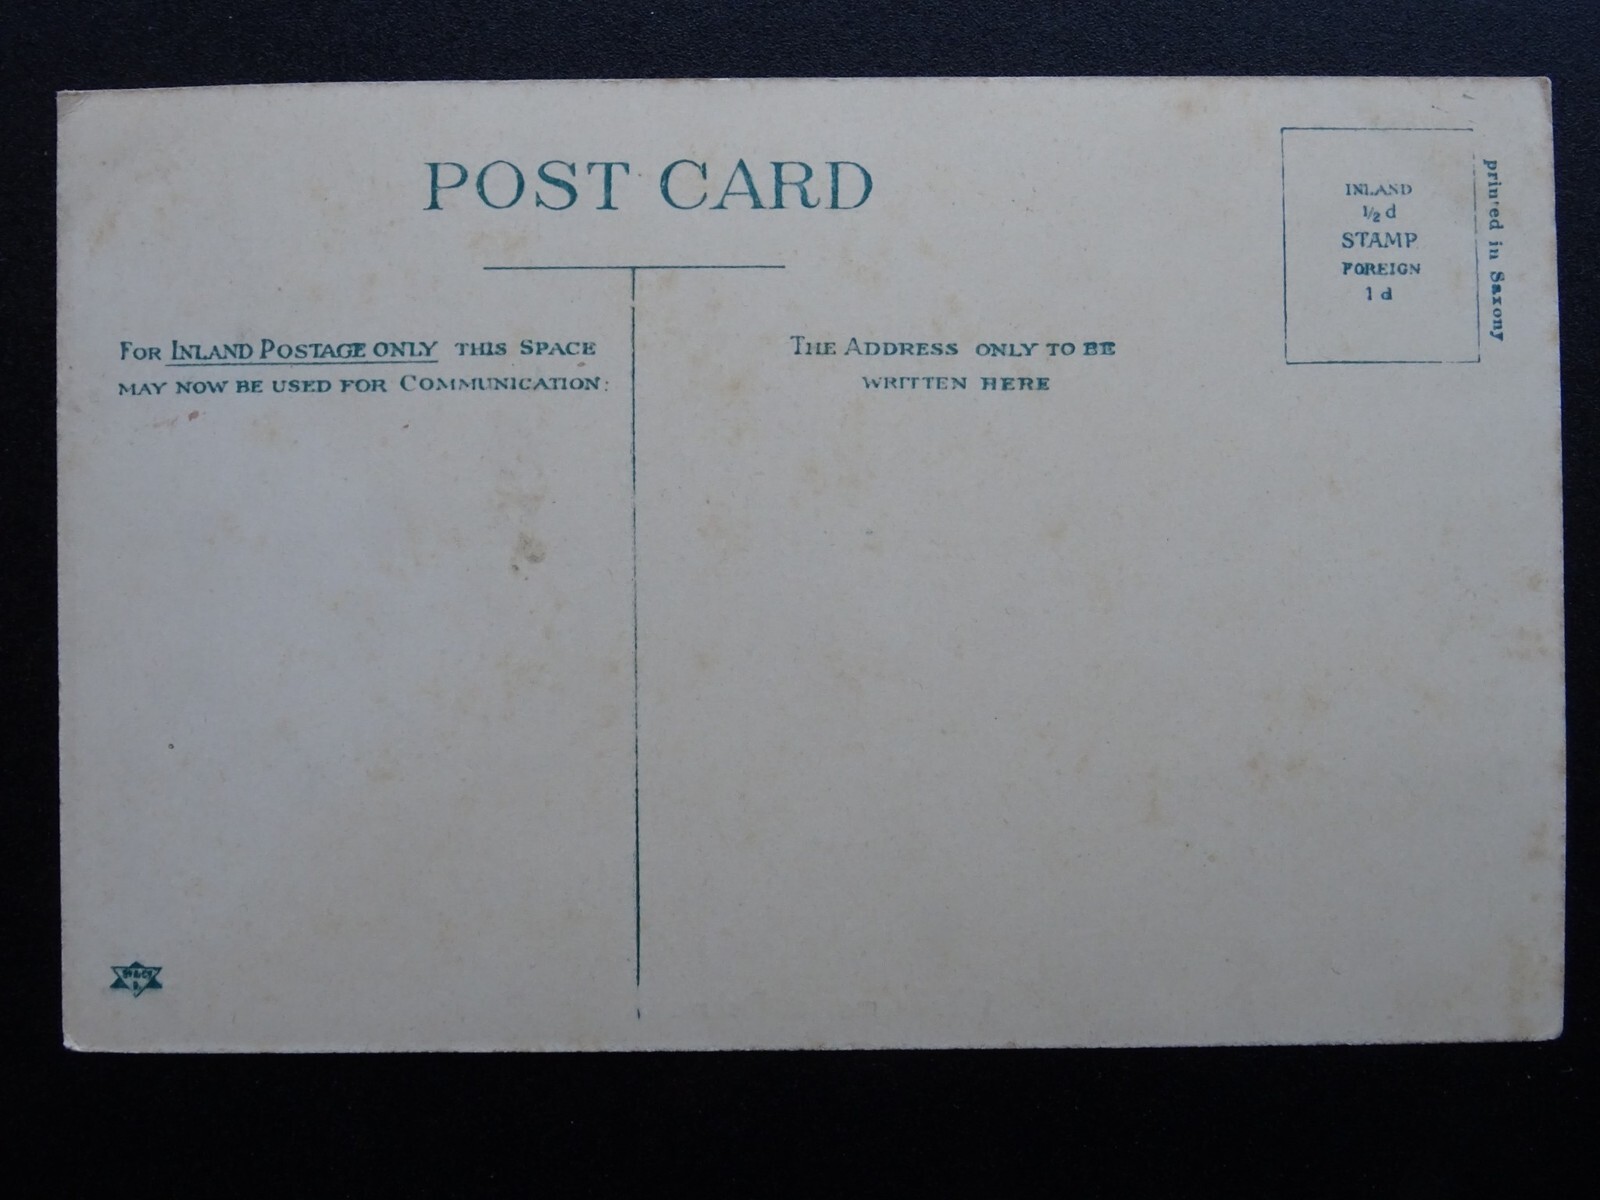 POST CARD
INLAND
½ d
STAMP
FOREIGN
1 d
printed in Saxony
FOR INLAND POSTAGE ONLY THIS SPACE
MAY NOW BE USED FOR COMMUNICATION:
THE ADDRESS ONLY TO BE
WRITTEN HERE